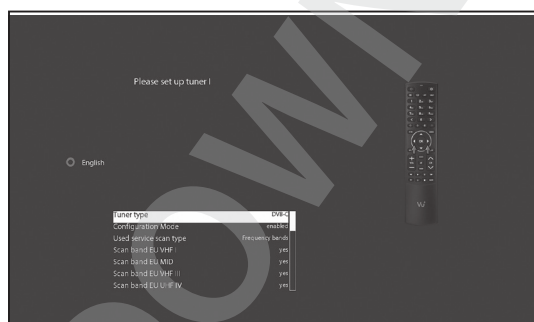 Please set up tuner I
English
Tuner type DVB-C
Configuration Mode enabled
Used service scan type Frequency bands
Scan band EU VHF I yes
Scan band EU MID yes
Scan band EU VHF III yes
Scan band EU UHF IV yes